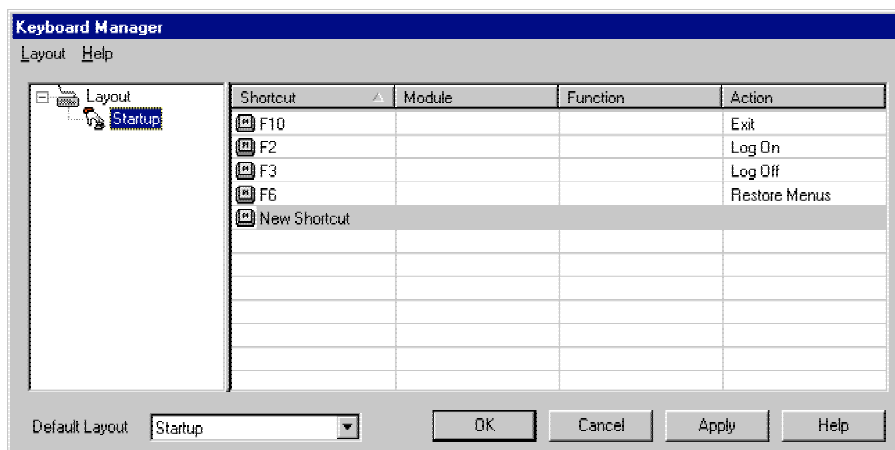 Keyboard Manager
Layout Help
Layout
Startup
Shortcut Module Function Action
F10 Exit
F2 Log On
F3 Log Off
F6 Restore Menus
New Shortcut
Default Layout Startup OK Cancel Apply Help